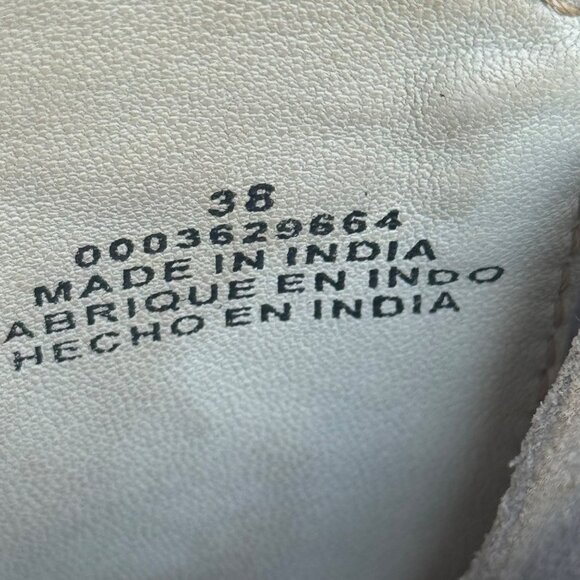 38
0003629664
MADE IN INDIA
ABRIQUE EN INDO
HECHO EN INDIA